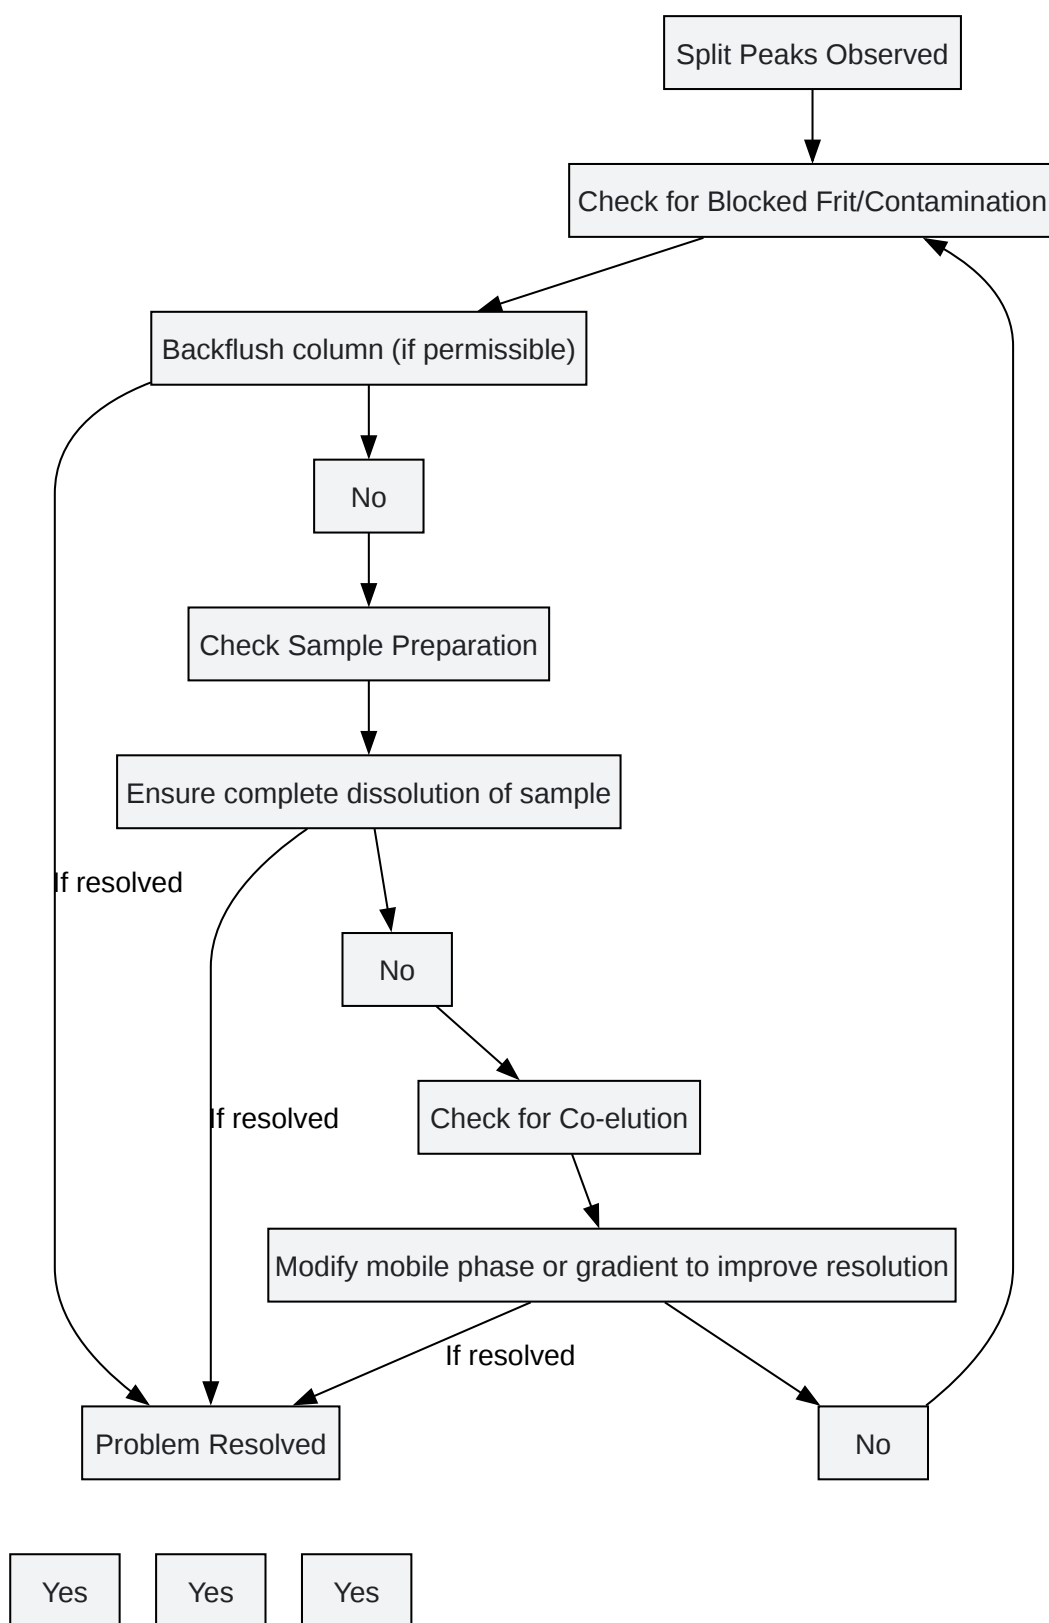 Split Peaks Observed
Check for Blocked Frit/Contamination
Backflush column (if permissible)
No
Check Sample Preparation
Ensure complete dissolution of sample
If resolved
No
If resolved
Check for Co-elution
Modify mobile phase or gradient to improve resolution
If resolved
Problem Resolved
No
Yes
Yes
Yes